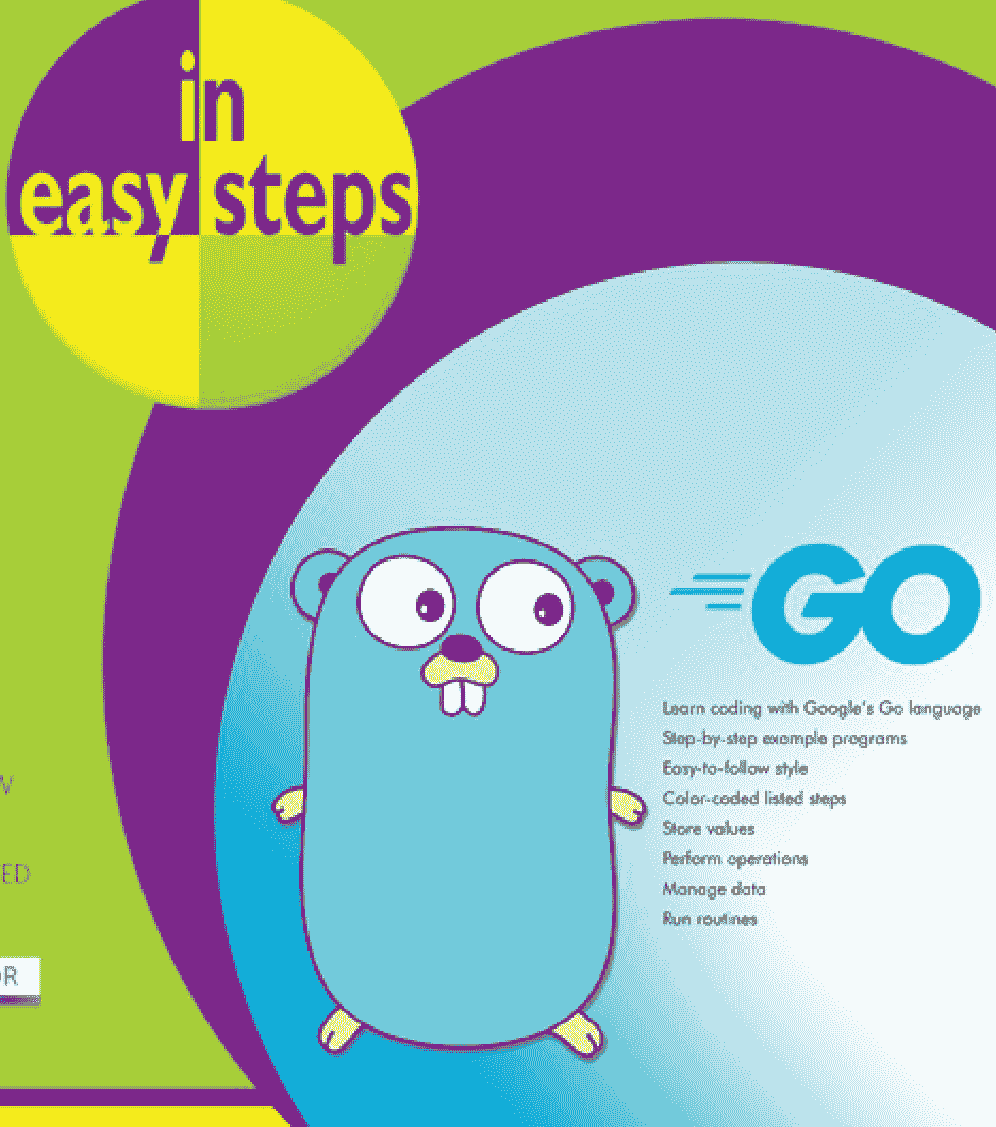 in
easy steps
GO
Learn coding with Google's Go language
Step-by-step example programs
Easy-to-follow style
Color-coded listed steps
Store values
Perform operations
Manage data
Run routines